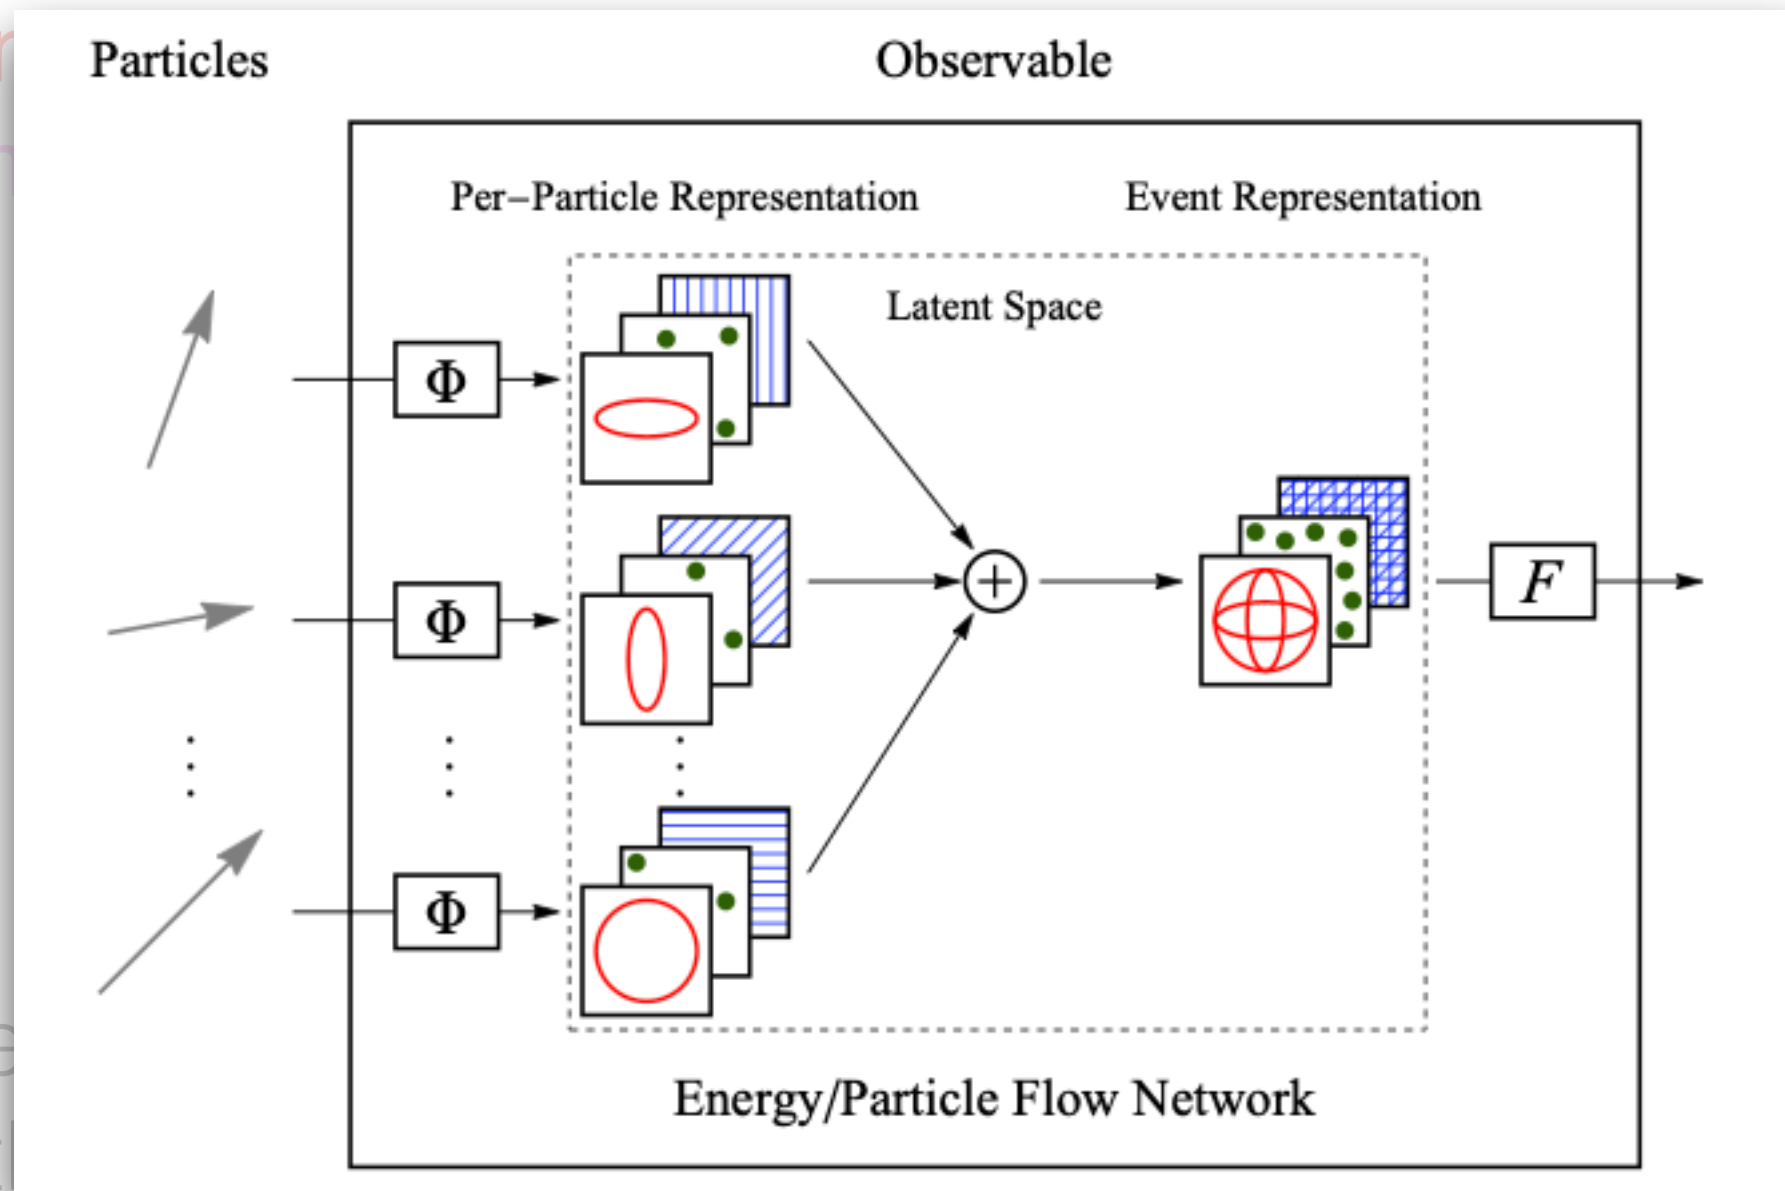 Particles
Observable
Per–Particle Representation
Event Representation
Latent Space
Φ
Φ
F
Φ
Energy/Particle Flow Network